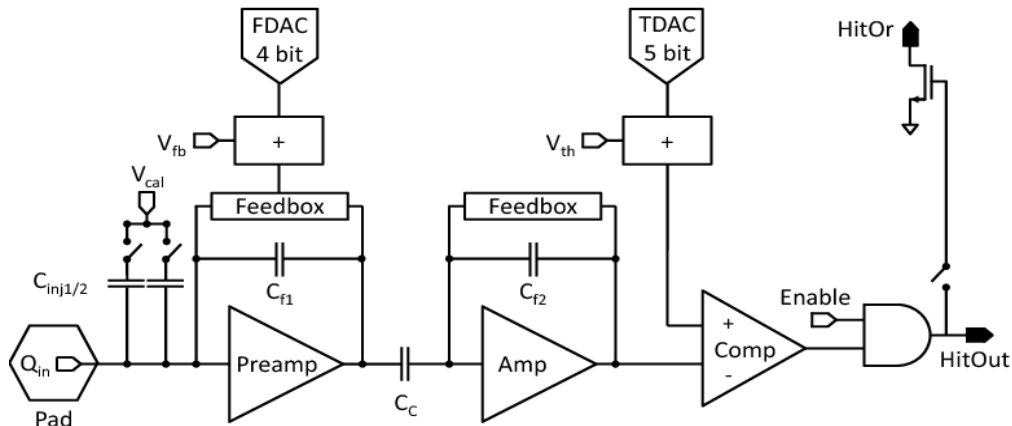 FDAC
4 bit
TDAC
5 bit
HitOr
V_fb
+
V_th
+
V_cal
Feedbox
Feedbox
C_inj1/2
C_f1
C_f2
Enable
Q_in
Preamp
Amp
+
Comp
-
HitOut
C_C
Pad